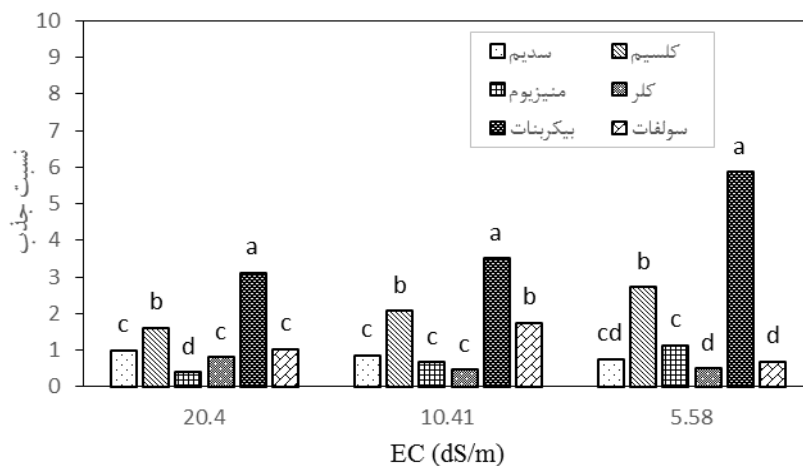 10
9
8
7
6
5
4
3
2
1
0
نسبت جذب
سدیم کلسیم
منیزیوم کلر
بیکربنات سولفات
c b d c a c
c b c c a b
cd b c d a d
20.4 10.41 5.58
EC (dS/m)